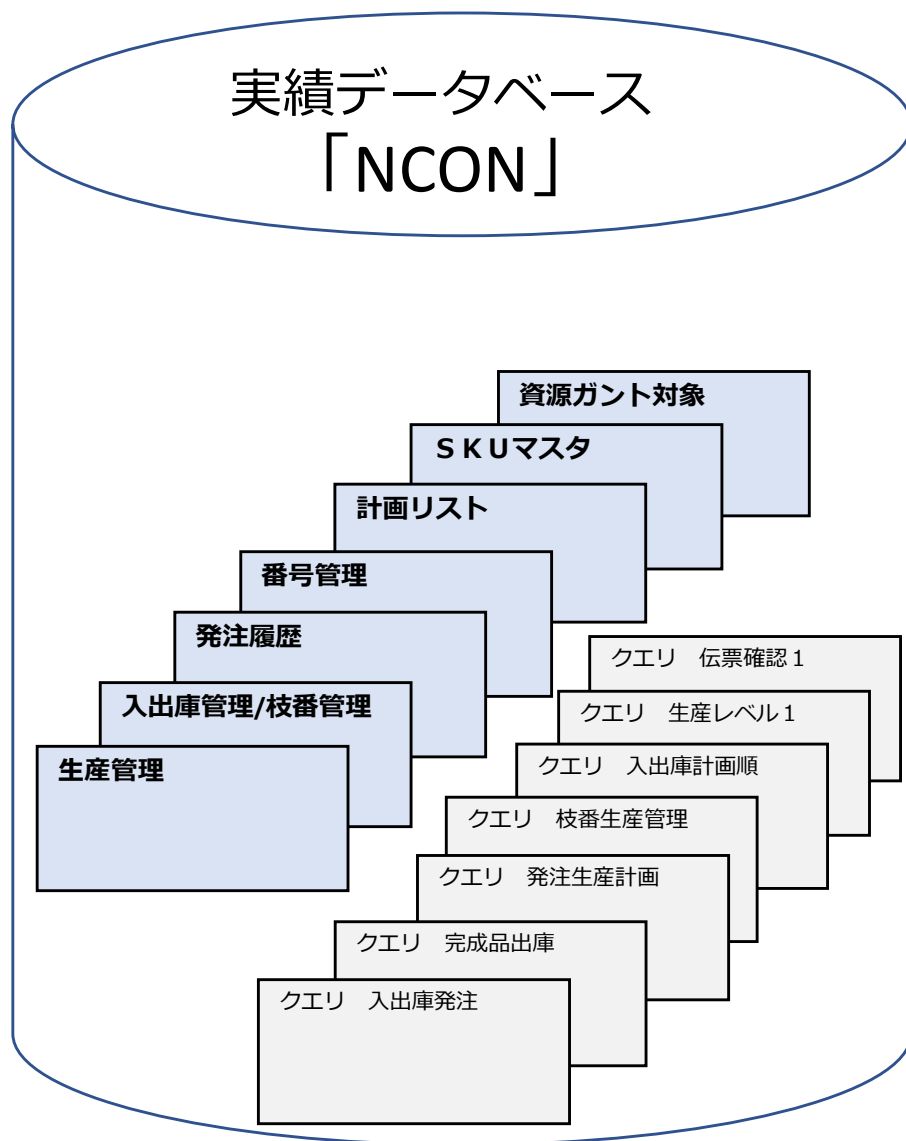 実績データベース
「NCON」
資源ガント対象
ＳＫＵマスタ
計画リスト
番号管理
発注履歴
入出庫管理/枝番管理
生産管理
クエリ　伝票確認１
クエリ　生産レベル１
クエリ　入出庫計画順
クエリ　枝番生産管理
クエリ　発注生産計画
クエリ　完成品出庫
クエリ　入出庫発注